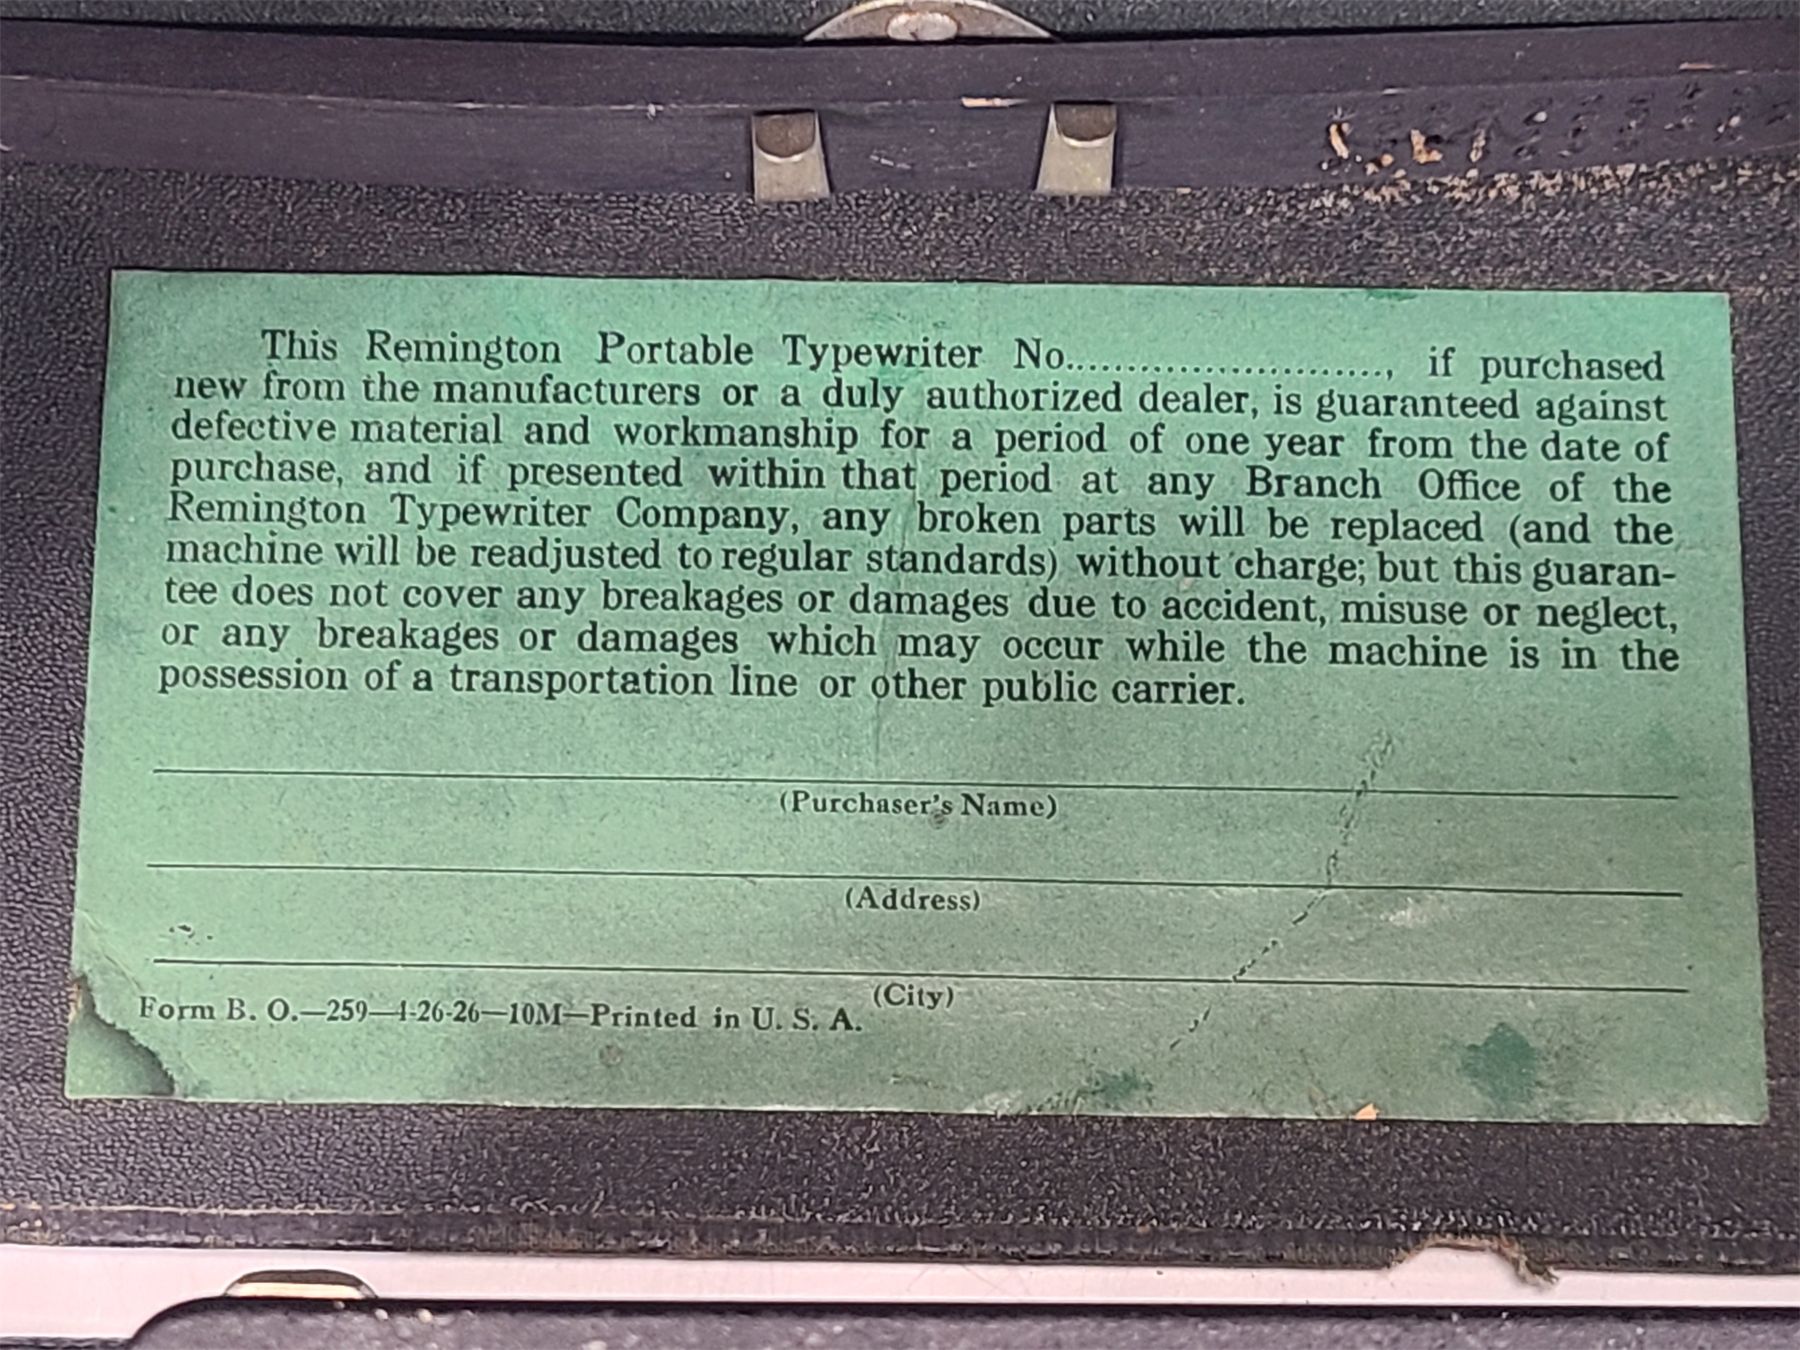 This Remington Portable Typewriter No.........................., if purchased
new from the manufacturers or a duly authorized dealer, is guaranteed against
defective material and workmanship for a period of one year from the date of
purchase, and if presented within that period at any Branch Office of the
Remington Typewriter Company, any broken parts will be replaced (and the
machine will be readjusted to regular standards) without charge; but this guaran-
tee does not cover any breakages or damages due to accident, misuse or neglect,
or any breakages or damages which may occur while the machine is in the
possession of a transportation line or other public carrier.
(Purchaser's Name)
(Address)
(City)
Form B. O.—259—4-26-26—10M—Printed in U. S. A.